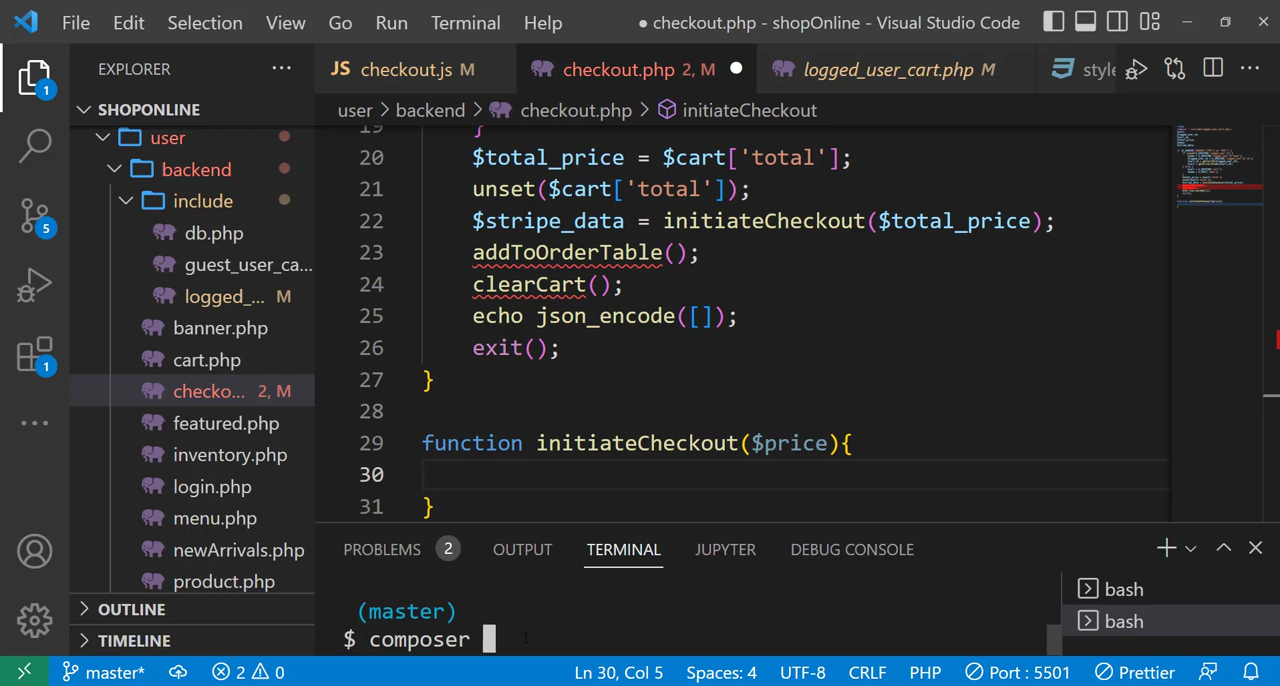 File Edit Selection View Go Run Terminal Help ● checkout.php - shopOnline - Visual Studio Code
EXPLORER ...
JS checkout.js M
checkout.php 2, M ●
logged_user_cart.php M
style
...
1
SHOPONLINE
user > backend > checkout.php > initiateCheckout
user
backend
include
db.php
guest_user_ca...
logged_... M
banner.php
cart.php
checko... 2, M
featured.php
inventory.php
login.php
menu.php
newArrivals.php
product.php
OUTLINE
TIMELINE
5
1
...
19 }
20 $total_price = $cart['total'];
21 unset($cart['total']);
22 $stripe_data = initiateCheckout($total_price);
23 addToOrderTable();
24 clearCart();
25 echo json_encode([]);
26 exit();
27 }
28
29 function initiateCheckout($price){
30
31 }
PROBLEMS 2 OUTPUT TERMINAL JUPYTER DEBUG CONSOLE
(master)
$ composer
bash
bash
master* 2 0 Ln 30, Col 5 Spaces: 4 UTF-8 CRLF PHP Port : 5501 Prettier